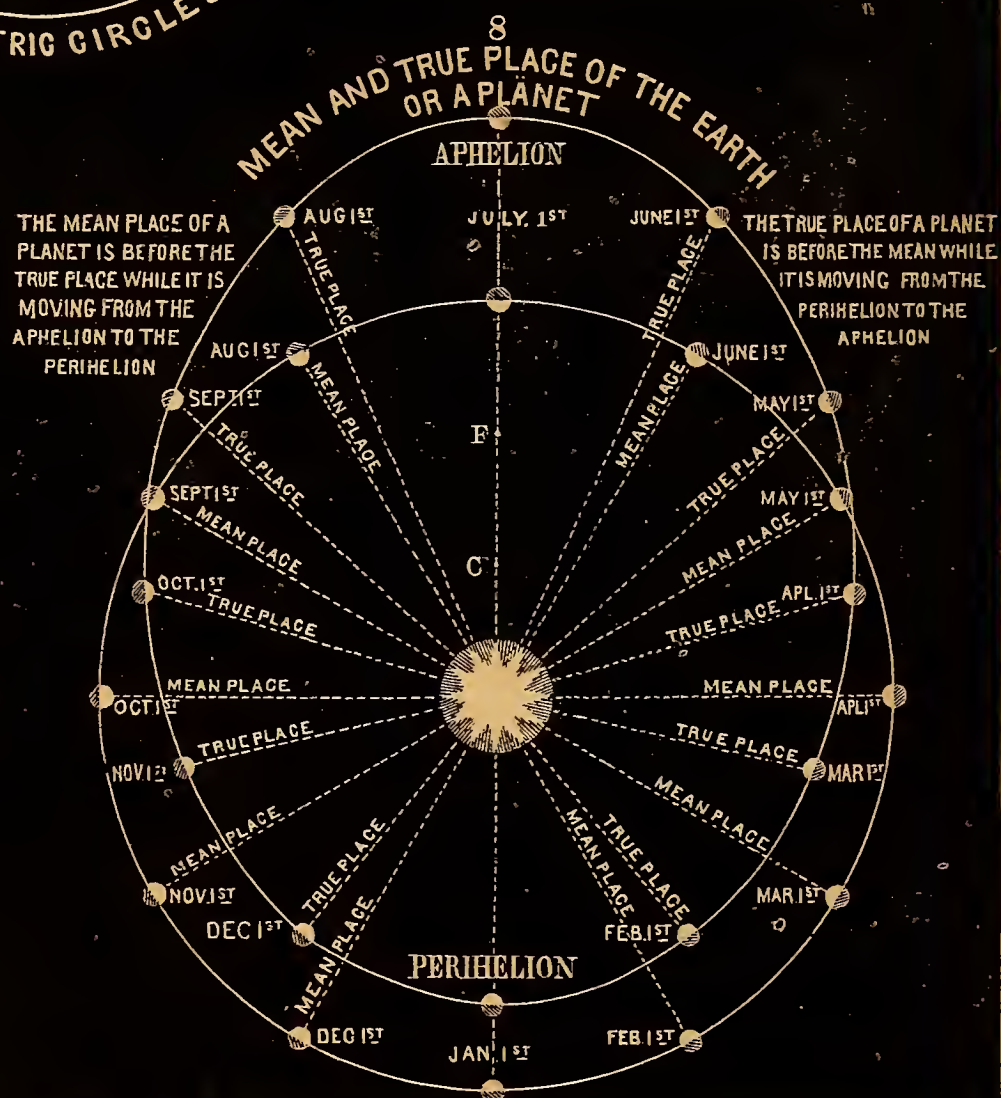 TRIC CIRCLE
8
MEAN AND TRUE PLACE OF THE EARTH
OR A PLANET
APHELION
THE MEAN PLACE OF A
PLANET IS BEFORE THE
TRUE PLACE WHILE IT IS
MOVING FROM THE
APHELION TO THE
PERIHELION
THE TRUE PLACE OF A PLANET
IS BEFORE THE MEAN WHILE
IT IS MOVING FROM THE
PERIHELION TO THE
APHELION
AUG 1ST
JULY. 1ST
JUNE 1ST
TRUE PLACE
TRUE PLACE
AUG 1ST
JUNE 1ST
MEAN PLACE
MEAN PLACE
SEPT 1ST
MAY 1ST
TRUE PLACE
TRUE PLACE
F
SEPT 1ST
MAY 1ST
MEAN PLACE
MEAN PLACE
C
OCT. 1ST
APL. 1ST
TRUE PLACE
TRUE PLACE
MEAN PLACE
MEAN PLACE
OCT. 1ST
APL 1ST
TRUE PLACE
TRUE PLACE
NOV 1ST
MAR 1ST
MEAN PLACE
MEAN PLACE
NOV. 1ST
MAR. 1ST
TRUE PLACE
TRUE PLACE
MEAN PLACE
MEAN PLACE
DEC 1ST
FEB. 1ST
PERIHELION
DEC 1ST
JAN. 1ST
FEB. 1ST